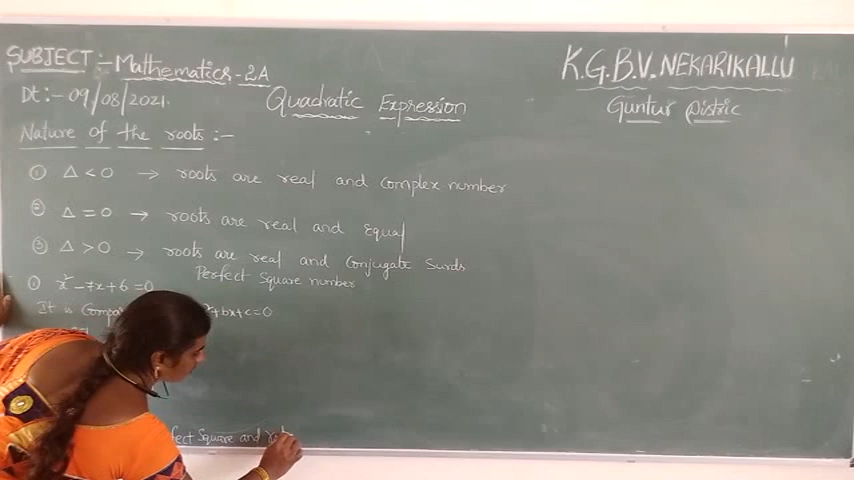 SUBJECT :- Mathematics - 2A
Dt :- 09/08/2021.
Quadratic Expression
K.G.B.V. NEKARIKALLU
Guntur Distric
Nature of the roots :-
① Δ < 0 → roots are real and complex number
② Δ = 0 → roots are real and Equal
③ Δ > 0 → roots are real and Conjugate Surds
Perfect Square number
① x² - 7x + 6 = 0
It is +bx+c=0
Square and